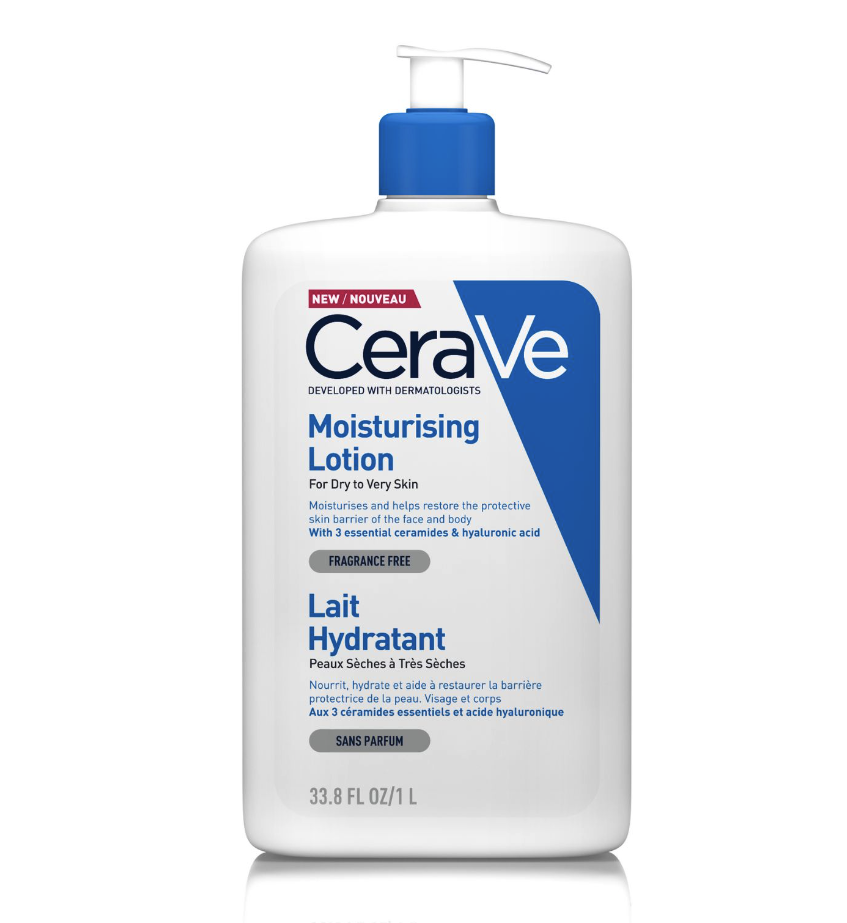 NEW / NOUVEAU
CeraVe
DEVELOPED WITH DERMATOLOGISTS
Moisturising
Lotion
For Dry to Very Skin
Moisturises and helps restore the protective
skin barrier of the face and body
With 3 essential ceramides & hyaluronic acid
FRAGRANCE FREE
Lait
Hydratant
Peaux Sèches à Très Sèches
Nourrit, hydrate et aide à restaurer la barrière
protectrice de la peau. Visage et corps
Aux 3 céramides essentiels et acide hyaluronique
SANS PARFUM
33.8 FL OZ/1 L